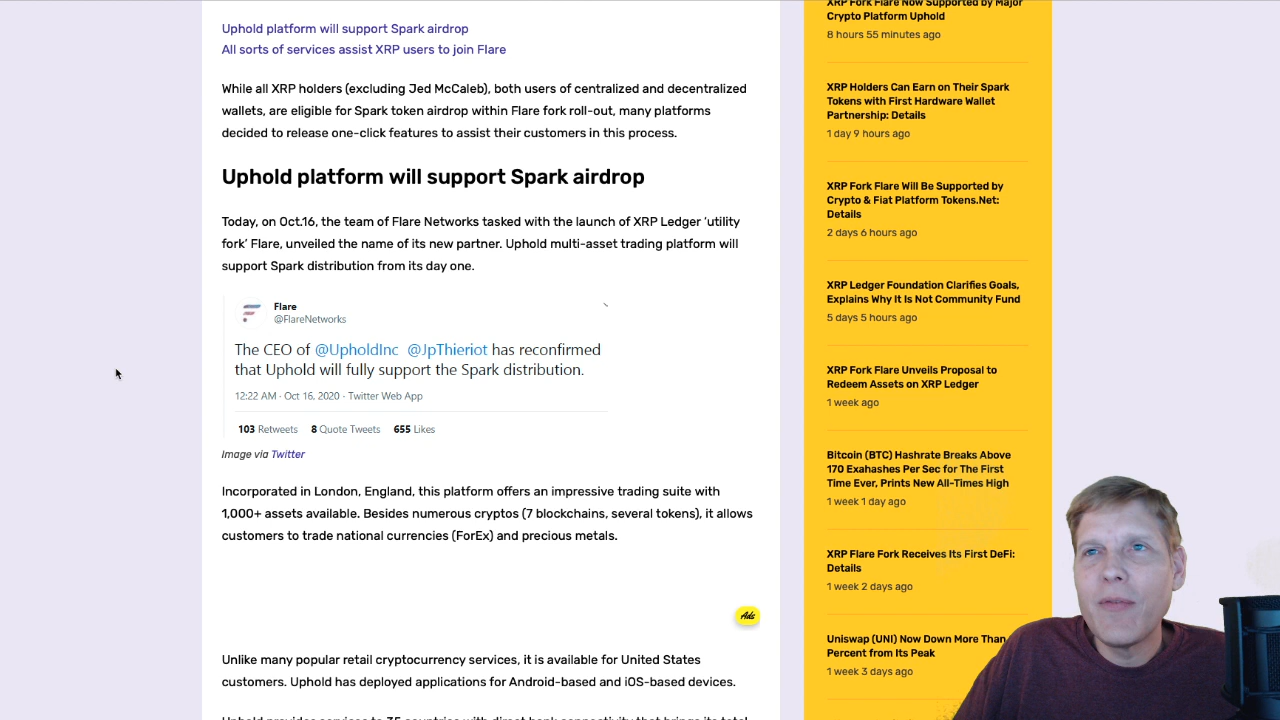 Uphold platform will support Spark airdrop
All sorts of services assist XRP users to join Flare
While all XRP holders (excluding Jed McCaleb), both users of centralized and decentralized
wallets, are eligible for Spark token airdrop within Flare fork roll-out, many platforms
decided to release one-click features to assist their customers in this process.
Uphold platform will support Spark airdrop
Today, on Oct.16, the team of Flare Networks tasked with the launch of XRP Ledger ‘utility
fork’ Flare, unveiled the name of its new partner. Uphold multi-asset trading platform will
support Spark distribution from its day one.
Flare
@FlareNetworks
The CEO of @UpholdInc @JpThieriot has reconfirmed
that Uphold will fully support the Spark distribution.
12:22 AM · Oct 16, 2020 · Twitter Web App
103 Retweets 8 Quote Tweets 655 Likes
Image via Twitter
Incorporated in London, England, this platform offers an impressive trading suite with
1,000+ assets available. Besides numerous cryptos (7 blockchains, several tokens), it allows
customers to trade national currencies (ForEx) and precious metals.
Ads
Unlike many popular retail cryptocurrency services, it is available for United States
customers. Uphold has deployed applications for Android-based and iOS-based devices.
Uphold provides services to 35 countries with direct bank connectivity that brings its total
XRP Fork Flare Now Supported by Major
Crypto Platform Uphold
8 hours 55 minutes ago
XRP Holders Can Earn on Their Spark
Tokens with First Hardware Wallet
Partnership: Details
1 day 9 hours ago
XRP Fork Flare Will Be Supported by
Crypto & Fiat Platform Tokens.Net:
Details
2 days 6 hours ago
XRP Ledger Foundation Clarifies Goals,
Explains Why It Is Not Community Fund
5 days 5 hours ago
XRP Fork Flare Unveils Proposal to
Redeem Assets on XRP Ledger
1 week ago
Bitcoin (BTC) Hashrate Breaks Above
170 Exahashes Per Sec for The First
Time Ever, Prints New All-Times High
1 week 1 day ago
XRP Flare Fork Receives Its First DeFi:
Details
1 week 2 days ago
Uniswap (UNI) Now Down More Than
Percent from Its Peak
1 week 3 days ago